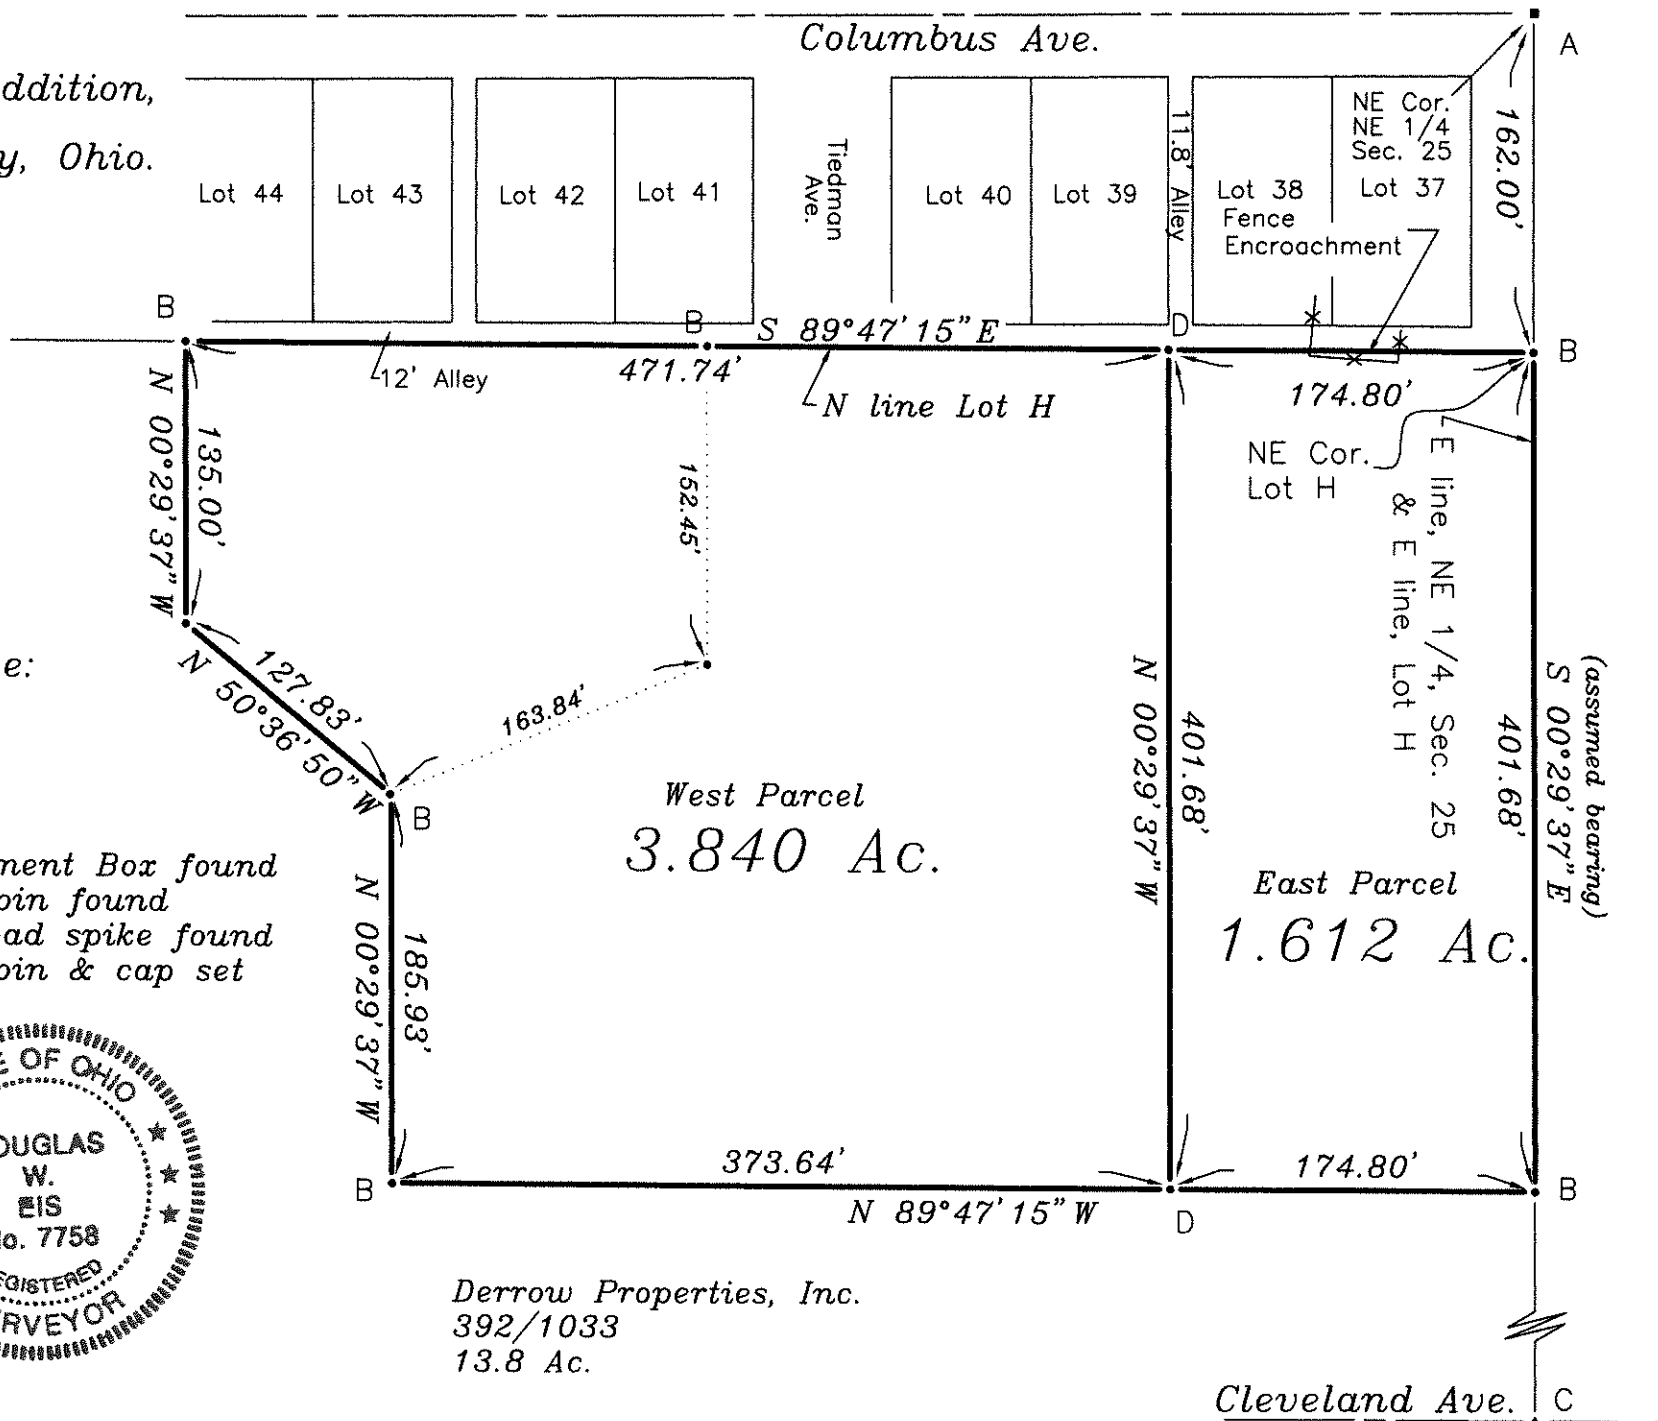 Columbus Ave.
A
ddition,
y, Ohio.
Lot 44
Lot 43
Lot 42
Lot 41
Tiedman
Ave.
Lot 40
Lot 39
11.8' Alley
Lot 38
NE Cor.
NE 1/4
Sec. 25
Lot 37
Fence
Encroachment
162.00'
B
B
S 89°47'15"E
D
B
12' Alley
471.74'
N line Lot H
174.80'
NE Cor.
Lot H
E line, NE 1/4, Sec. 25
& E line, Lot H
N 00°29'37"W
135.00'
152.45'
e:
127.83'
N 50°36'50"W
163.84'
B
N 00°29'37"W
401.68'
401.68'
S 00°29'37"E
(assumed bearing)
West Parcel
3.840 Ac.
East Parcel
1.612 Ac.
ment Box found
pin found
ad spike found
pin & cap set
N 00°29'37"W
185.93'
E OF OHIO
OUGLAS
W.
EIS
o. 7758
EGISTERED
RVEYOR
B
373.64'
N 89°47'15"W
D
174.80'
B
Derrow Properties, Inc.
392/1033
13.8 Ac.
Cleveland Ave.
C